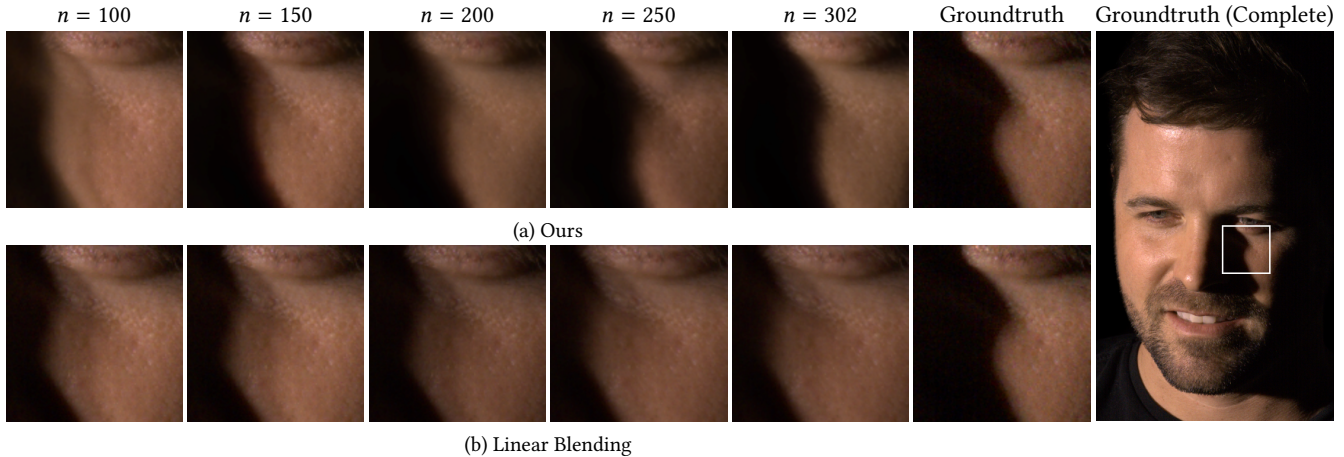 n = 100 n = 150 n = 200 n = 250 n = 302 Groundtruth Groundtruth (Complete)
(a) Ours
(b) Linear Blending